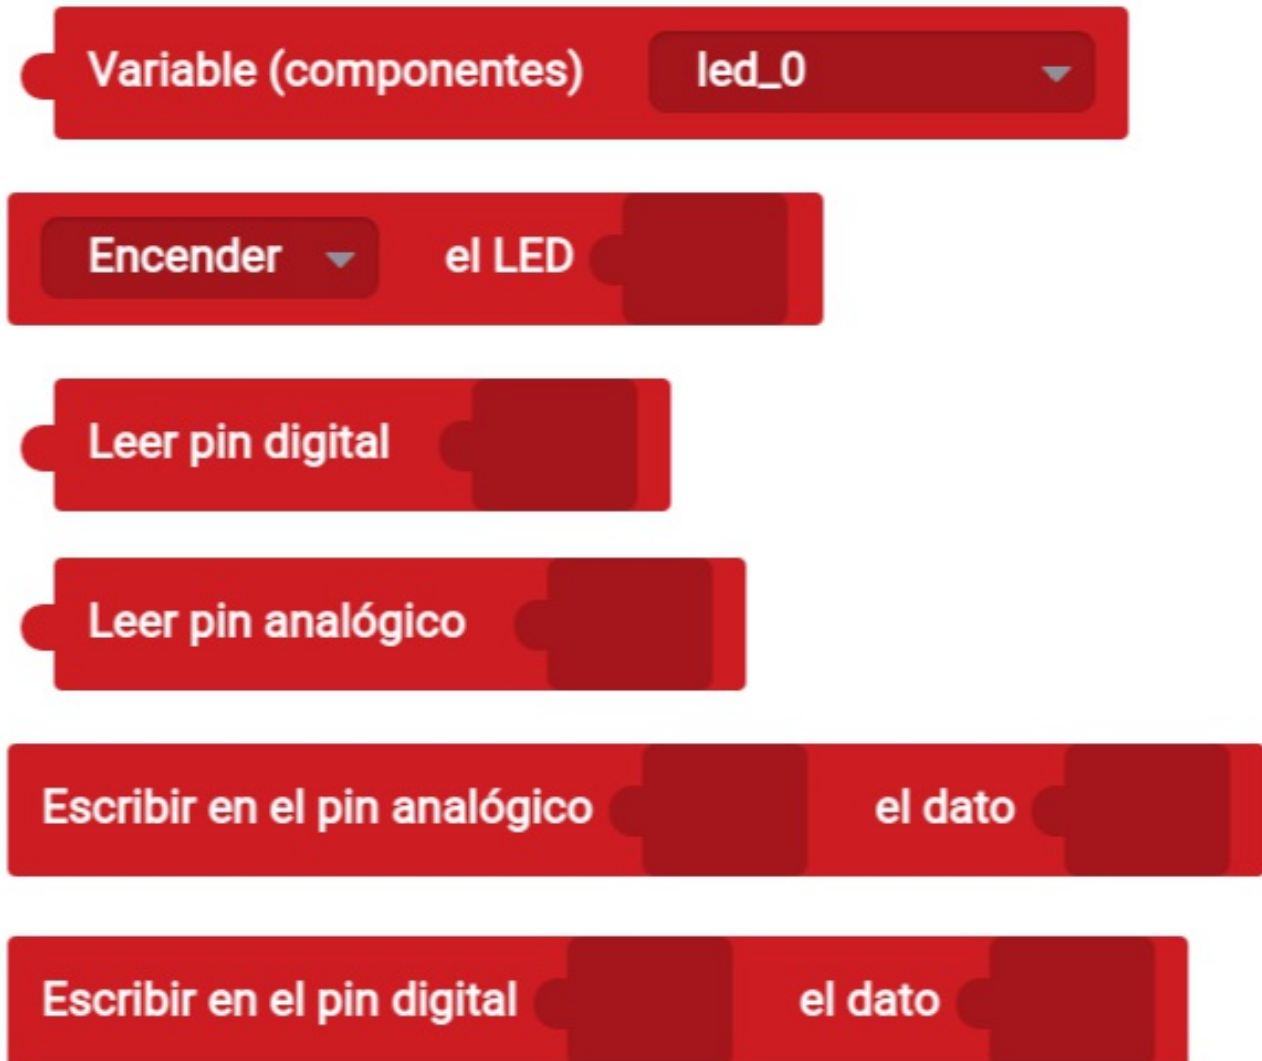 Variable (componentes) led_0
Encender el LED
Leer pin digital
Leer pin analógico
Escribir en el pin analógico el dato
Escribir en el pin digital el dato